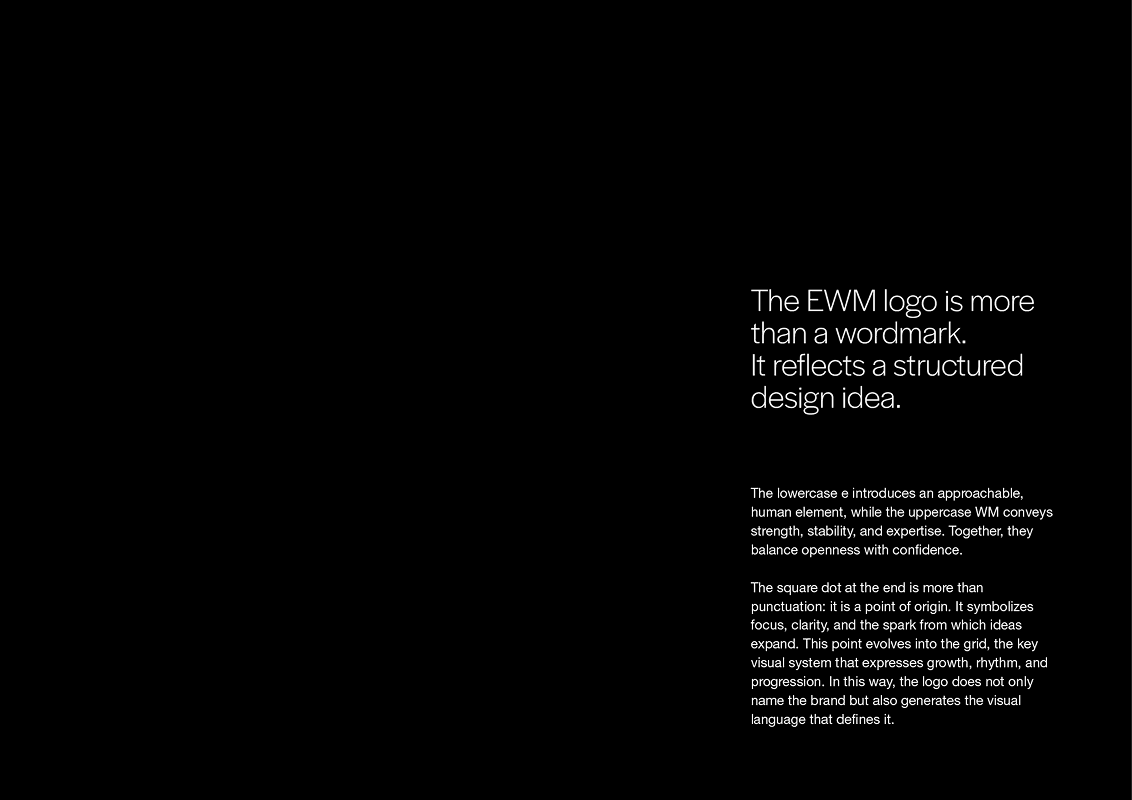 The EWM logo is more
than a wordmark.
It reflects a structured
design idea.
The lowercase e introduces an approachable,
human element, while the uppercase WM conveys
strength, stability, and expertise. Together, they
balance openness with confidence.
The square dot at the end is more than
punctuation: it is a point of origin. It symbolizes
focus, clarity, and the spark from which ideas
expand. This point evolves into the grid, the key
visual system that expresses growth, rhythm, and
progression. In this way, the logo does not only
name the brand but also generates the visual
language that defines it.